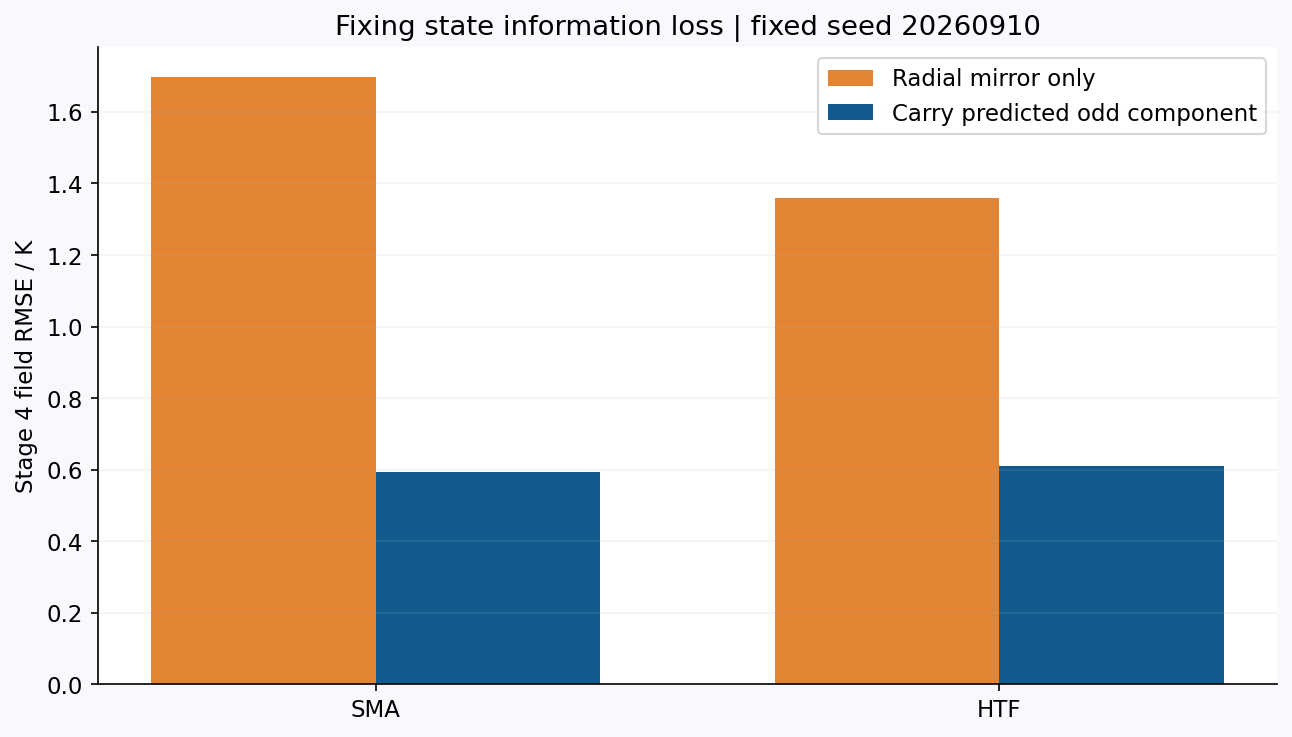 Fixing state information loss | fixed seed 20260910
Radial mirror only
Carry predicted odd component
Stage 4 field RMSE / K
1.6
1.4
1.2
1.0
0.8
0.6
0.4
0.2
0.0
SMA
HTF